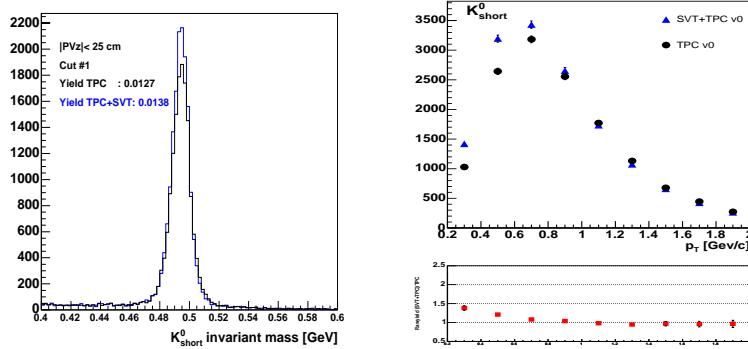 2200
2000
1800
1600
1400
1200
1000
800
600
400
200
0
|PVz|< 25 cm
Cut #1
Yield TPC : 0.0127
Yield TPC+SVT: 0.0138
0.4 0.42 0.44 0.46 0.48 0.5 0.52 0.54 0.56 0.58 0.6
K⁰short invariant mass [GeV]
K⁰short
SVT+TPC v0
TPC v0
3500
3000
2500
2000
1500
1000
500
0
0.2 0.4 0.6 0.8 1 1.2 1.4 1.6 1.8 2
pT [Gev/c]
2.5
2
1.5
1
0.5